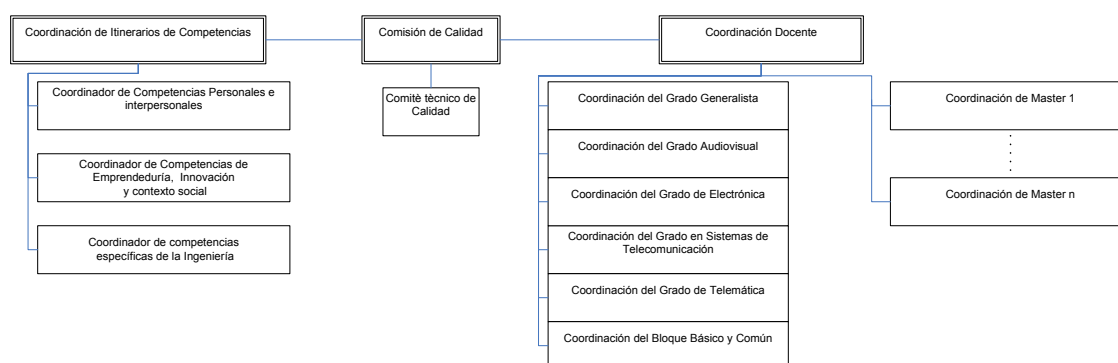 Coordinación de Itinerarios de Competencias
Comisión de Calidad
Coordinación Docente
Coordinador de Competencias Personales e
interpersonales
Coordinador de Competencias de
Emprendeduría, Innovación
y contexto social
Coordinador de competencias
específicas de la Ingeniería
Comitè tècnico de
Calidad
Coordinación del Grado Generalista
Coordinación del Grado Audiovisual
Coordinación del Grado de Electrónica
Coordinación del Grado en Sistemas de
Telecomunicación
Coordinación del Grado de Telemática
Coordinación del Bloque Básico y Común
Coordinación de Master 1
Coordinación de Master n